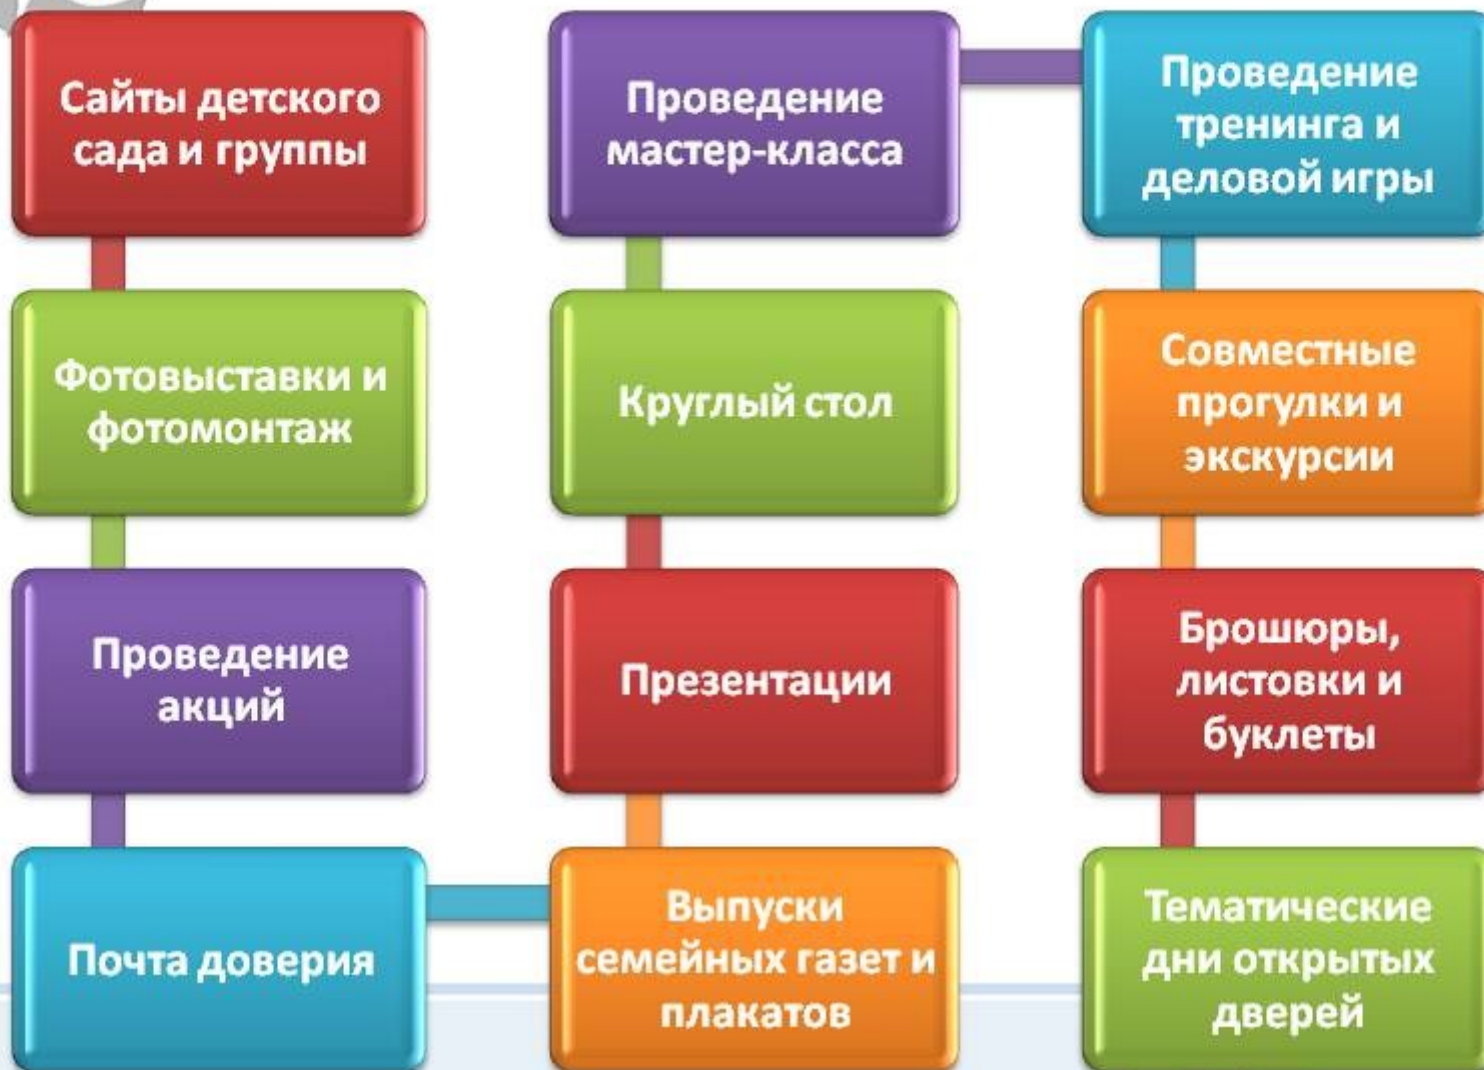 Сайты детского
сада и группы
Фотовыставки и
фотомонтаж
Проведение
акций
Почта доверия
Выпуски
семейных газет и
плакатов
Презентации
Круглый стол
Проведение
мастер-класса
Проведение
тренинга и
деловой игры
Совместные
прогулки и
экскурсии
Брошюры,
листовки и
буклеты
Тематические
дни открытых
дверей